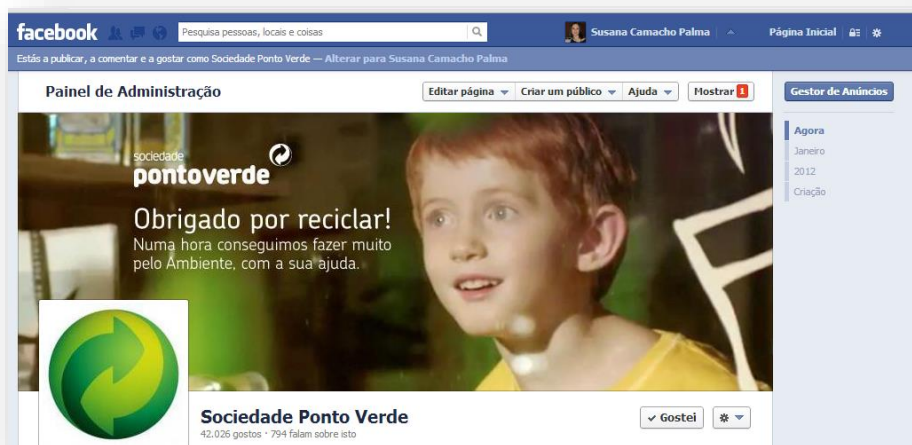 facebook Pesquisa pessoas, locais e coisas Susana Camacho Palma Página Inicial
Estás a publicar, a comentar e a gostar como Sociedade Ponto Verde — Alterar para Susana Camacho Palma
Painel de Administração Editar página Criar um público Ajuda Mostrar 1 Gestor de Anúncios
Agora
Janeiro
2012
Criação
sociedade
pontoverde
Obrigado por reciclar!
Numa hora conseguimos fazer muito
pelo Ambiente, com a sua ajuda.
Sociedade Ponto Verde Gostei
42.026 gostos · 794 falam sobre isto